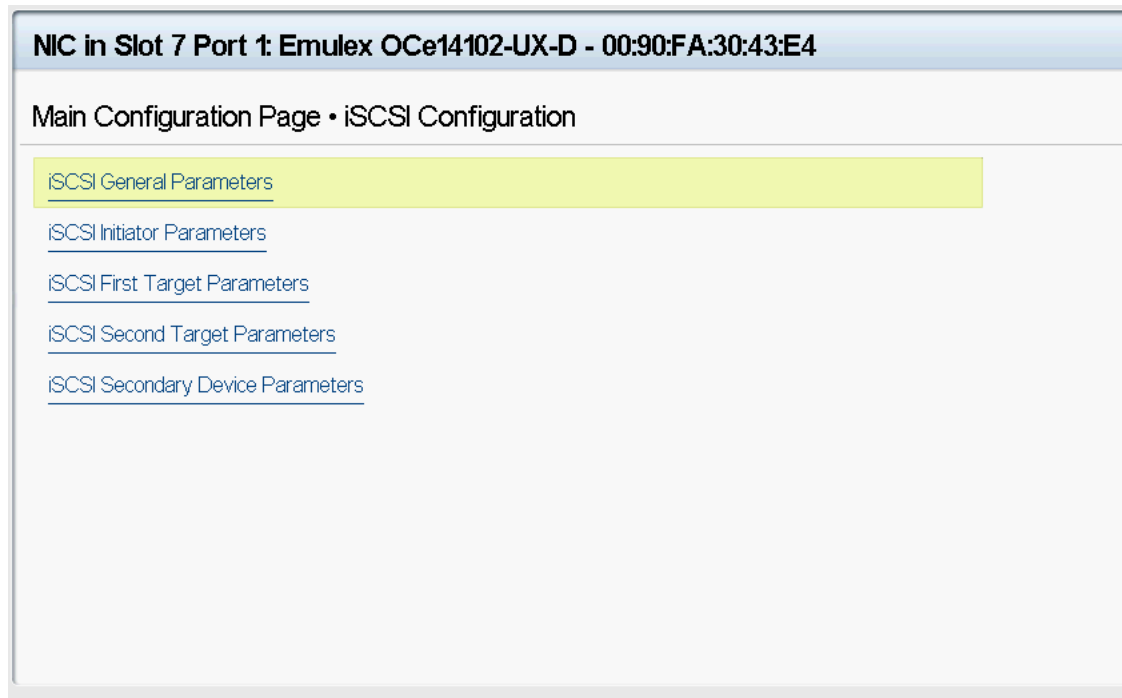 NIC in Slot 7 Port 1: Emulex OCe14102-UX-D - 00:90:FA:30:43:E4
Main Configuration Page • iSCSI Configuration
iSCSI General Parameters
iSCSI Initiator Parameters
iSCSI First Target Parameters
iSCSI Second Target Parameters
iSCSI Secondary Device Parameters